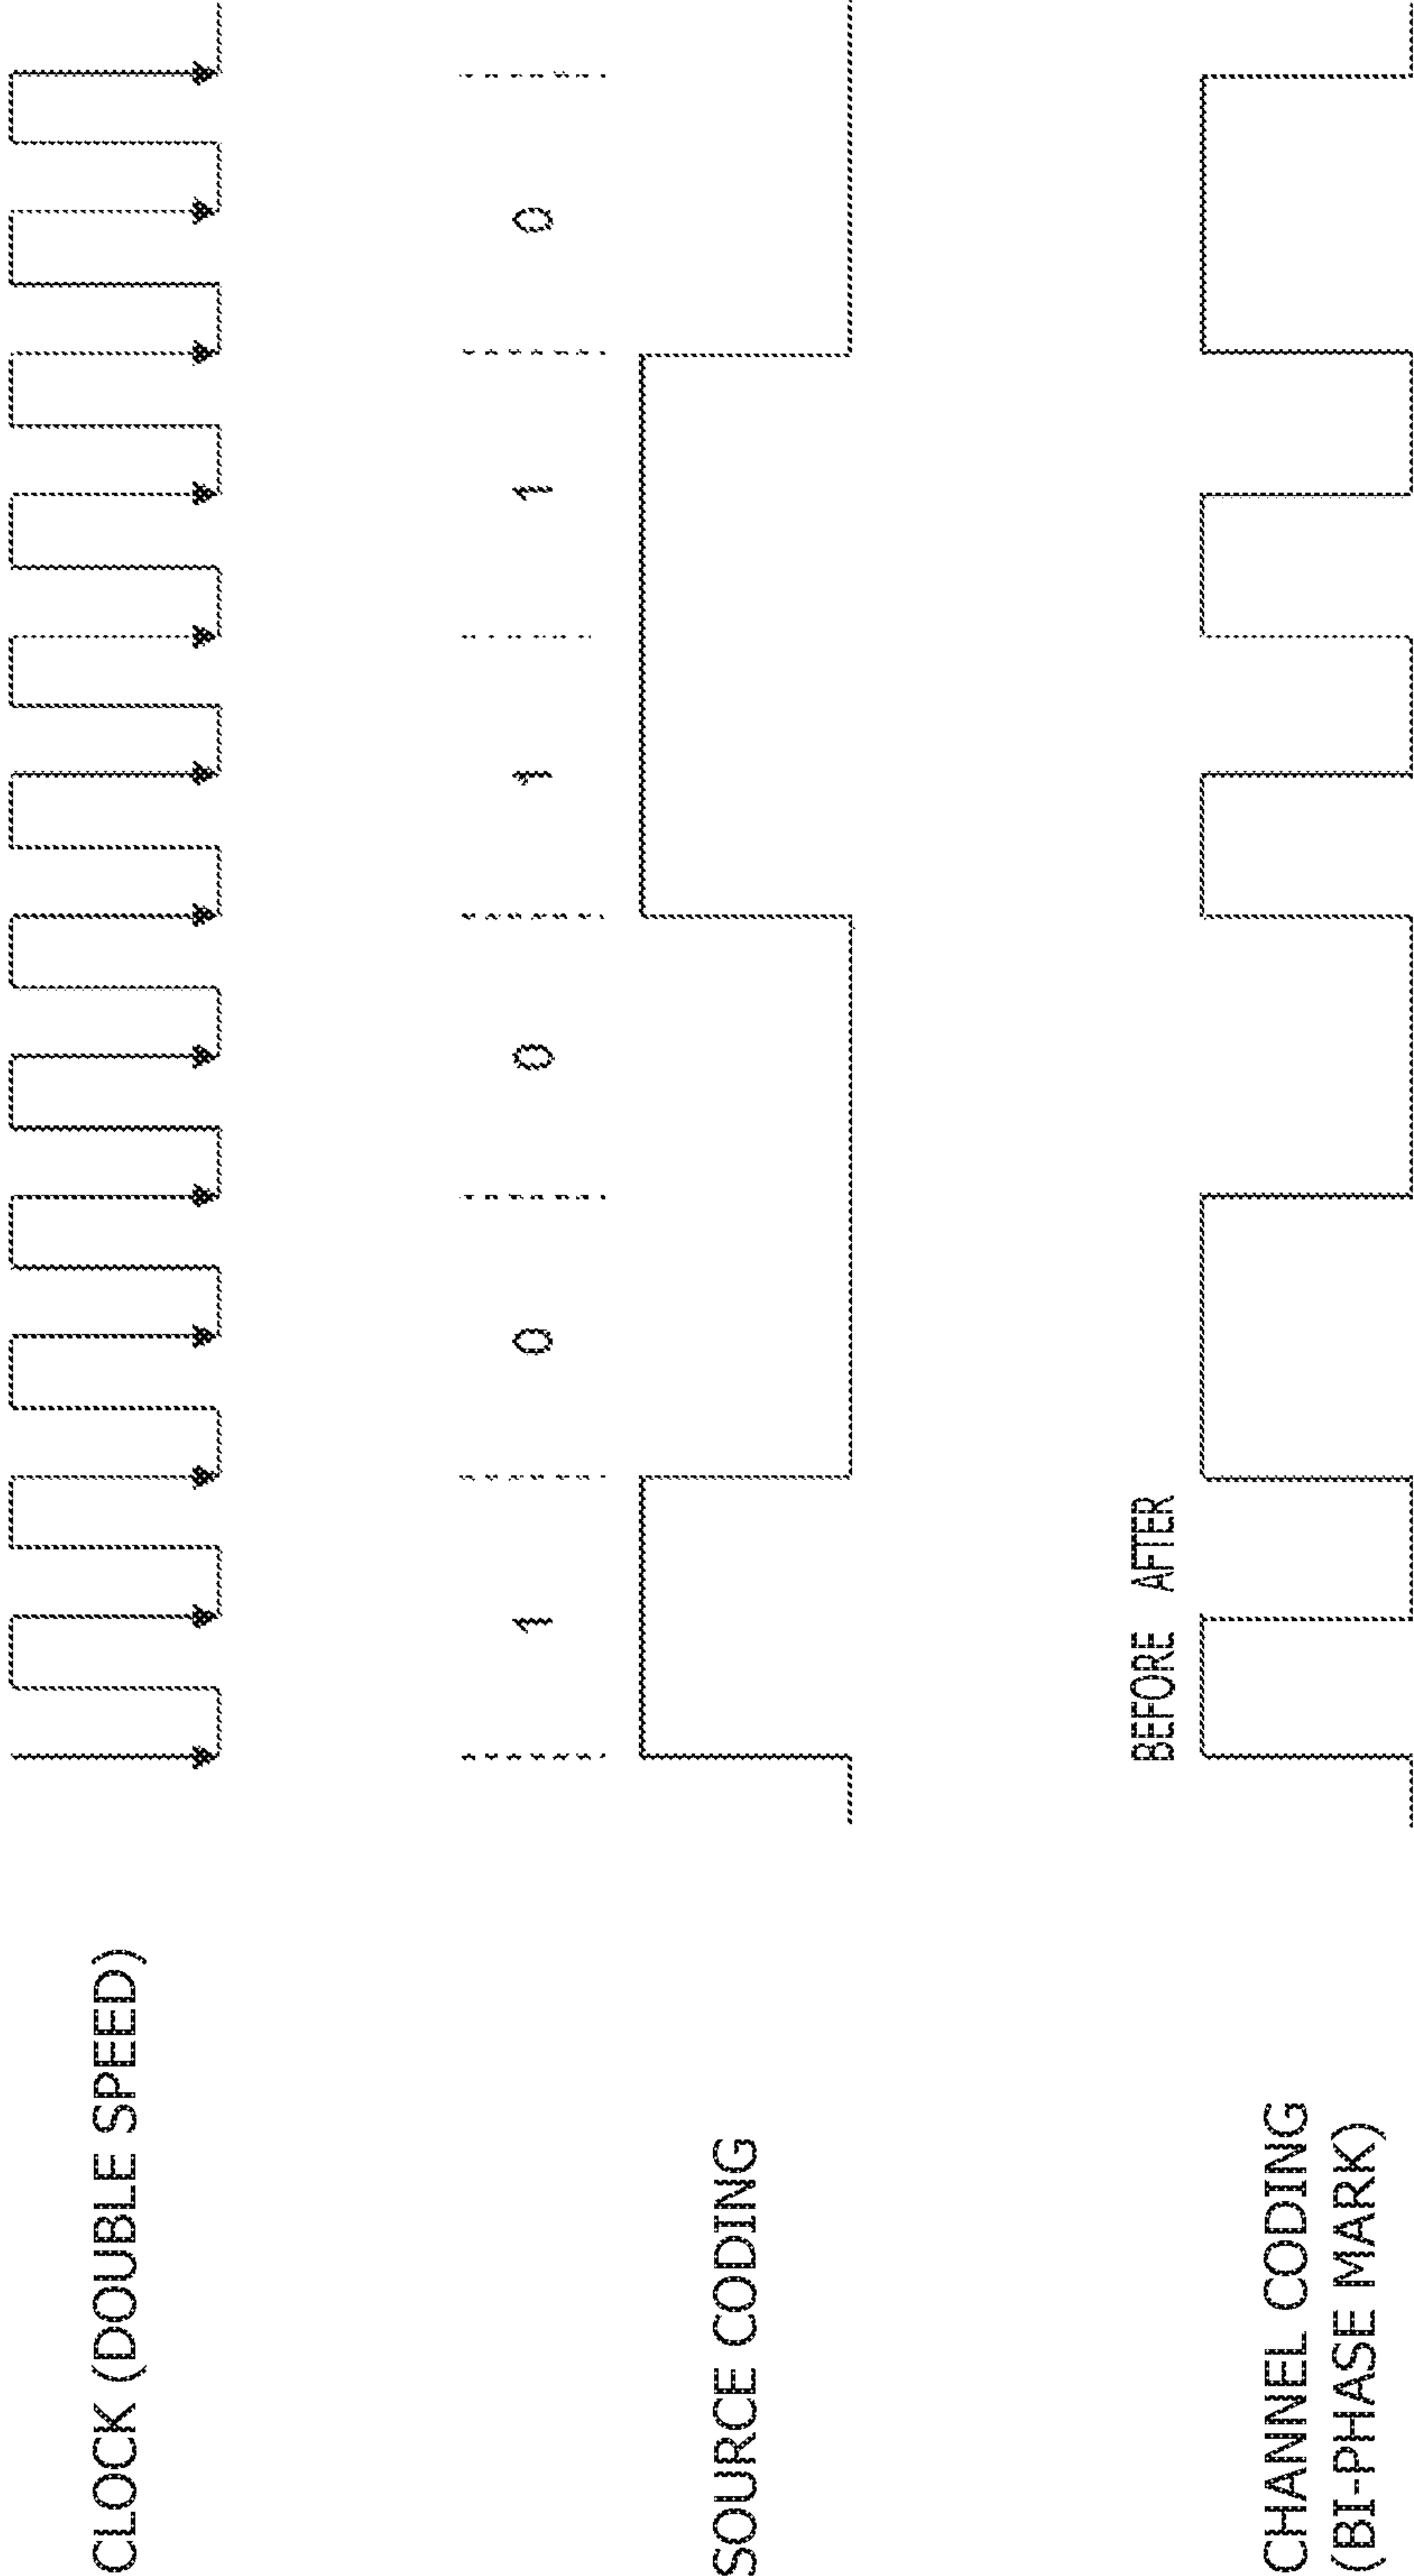 CLOCK (DOUBLE SPEED)
1 0 0 1 1 0
SOURCE CODING
BEFORE AFTER
CHANNEL CODING
(BI-PHASE MARK)